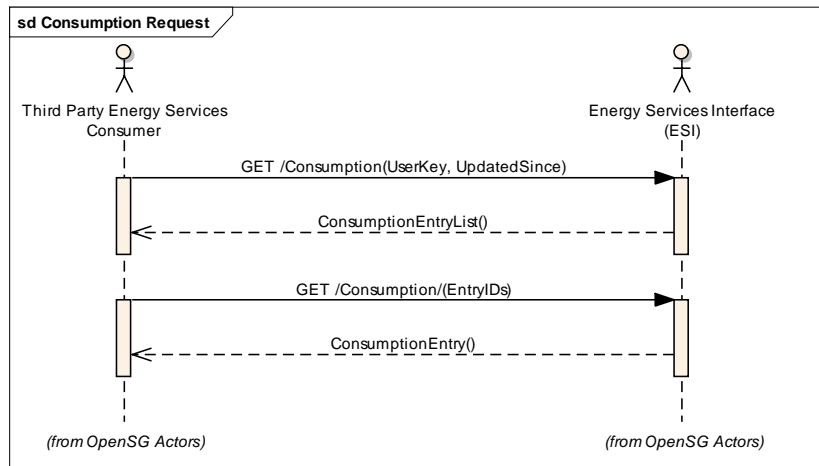 sd Consumption Request
Third Party Energy Services
Consumer
Energy Services Interface
(ESI)
GET /Consumption(UserKey, UpdatedSince)
ConsumptionEntryList()
GET /Consumption/(EntryIDs)
ConsumptionEntry()
(from OpenSG Actors)
(from OpenSG Actors)